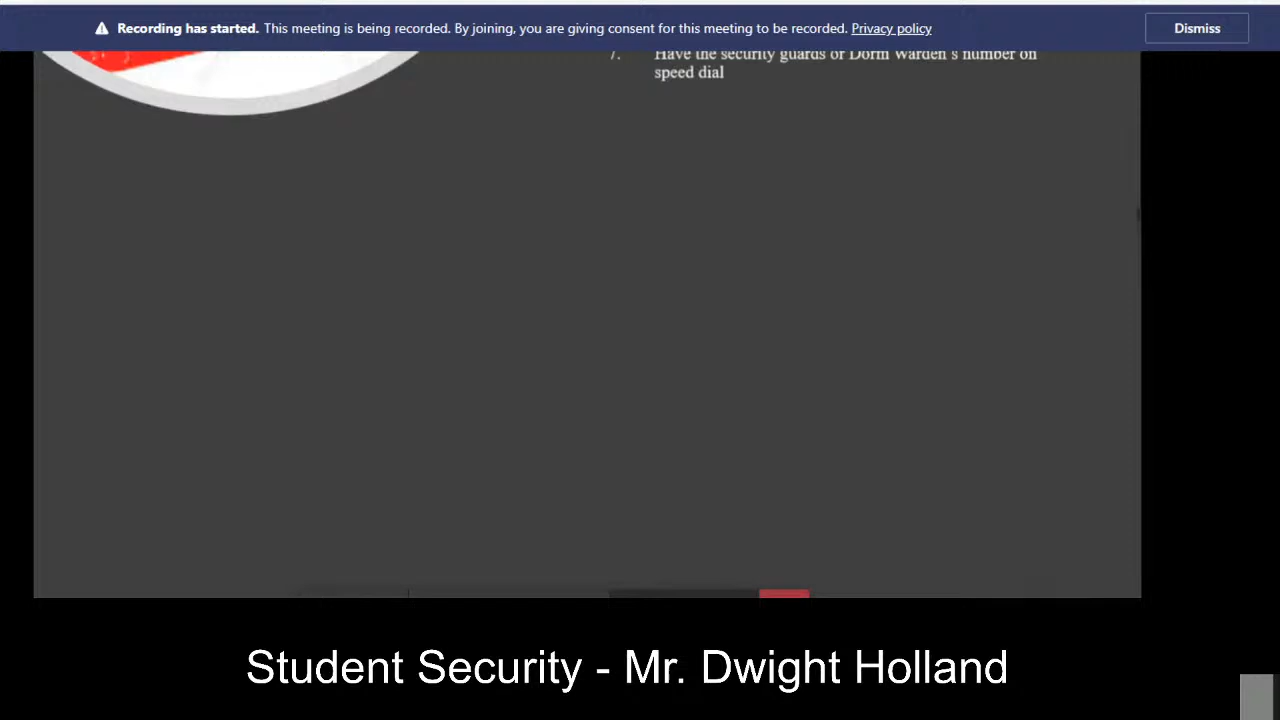 Recording has started. This meeting is being recorded. By joining, you are giving consent for this meeting to be recorded. Privacy policy
Dismiss
7. Have the security guards or Dorm Warden's number on
speed dial
Student Security - Mr. Dwight Holland